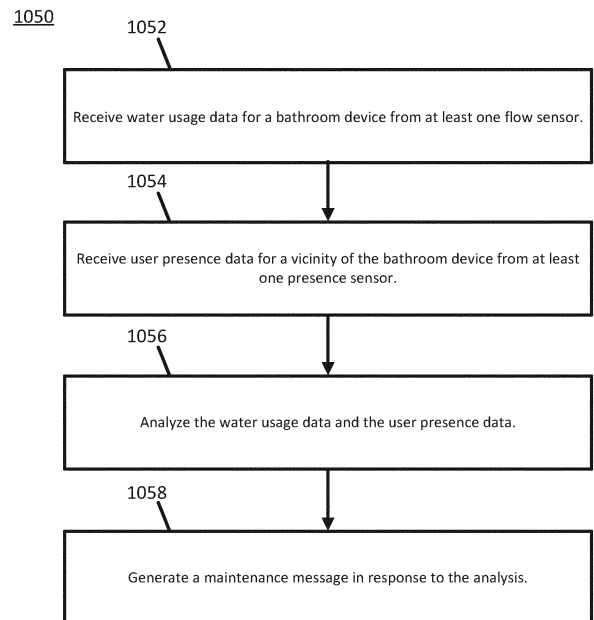 1050
1052
Receive water usage data for a bathroom device from at least one flow sensor.
1054
Receive user presence data for a vicinity of the bathroom device from at least
one presence sensor.
1056
Analyze the water usage data and the user presence data.
1058
Generate a maintenance message in response to the analysis.